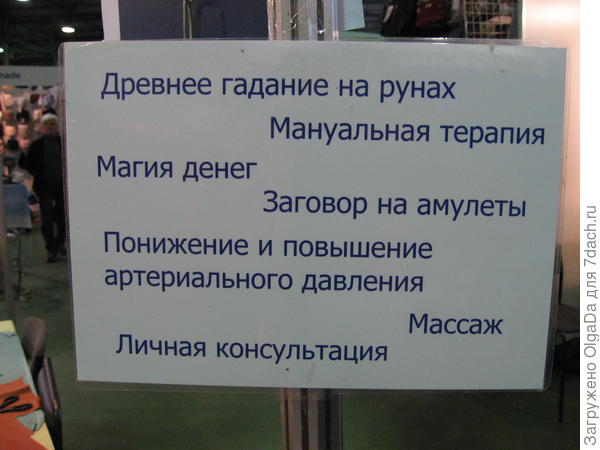 Древнее гадание на рунах
Мануальная терапия
Магия денег
Заговор на амулеты
Понижение и повышение
артериального давления
Массаж
Личная консультация
made
Загружено OlgaDa для 7dach.ru